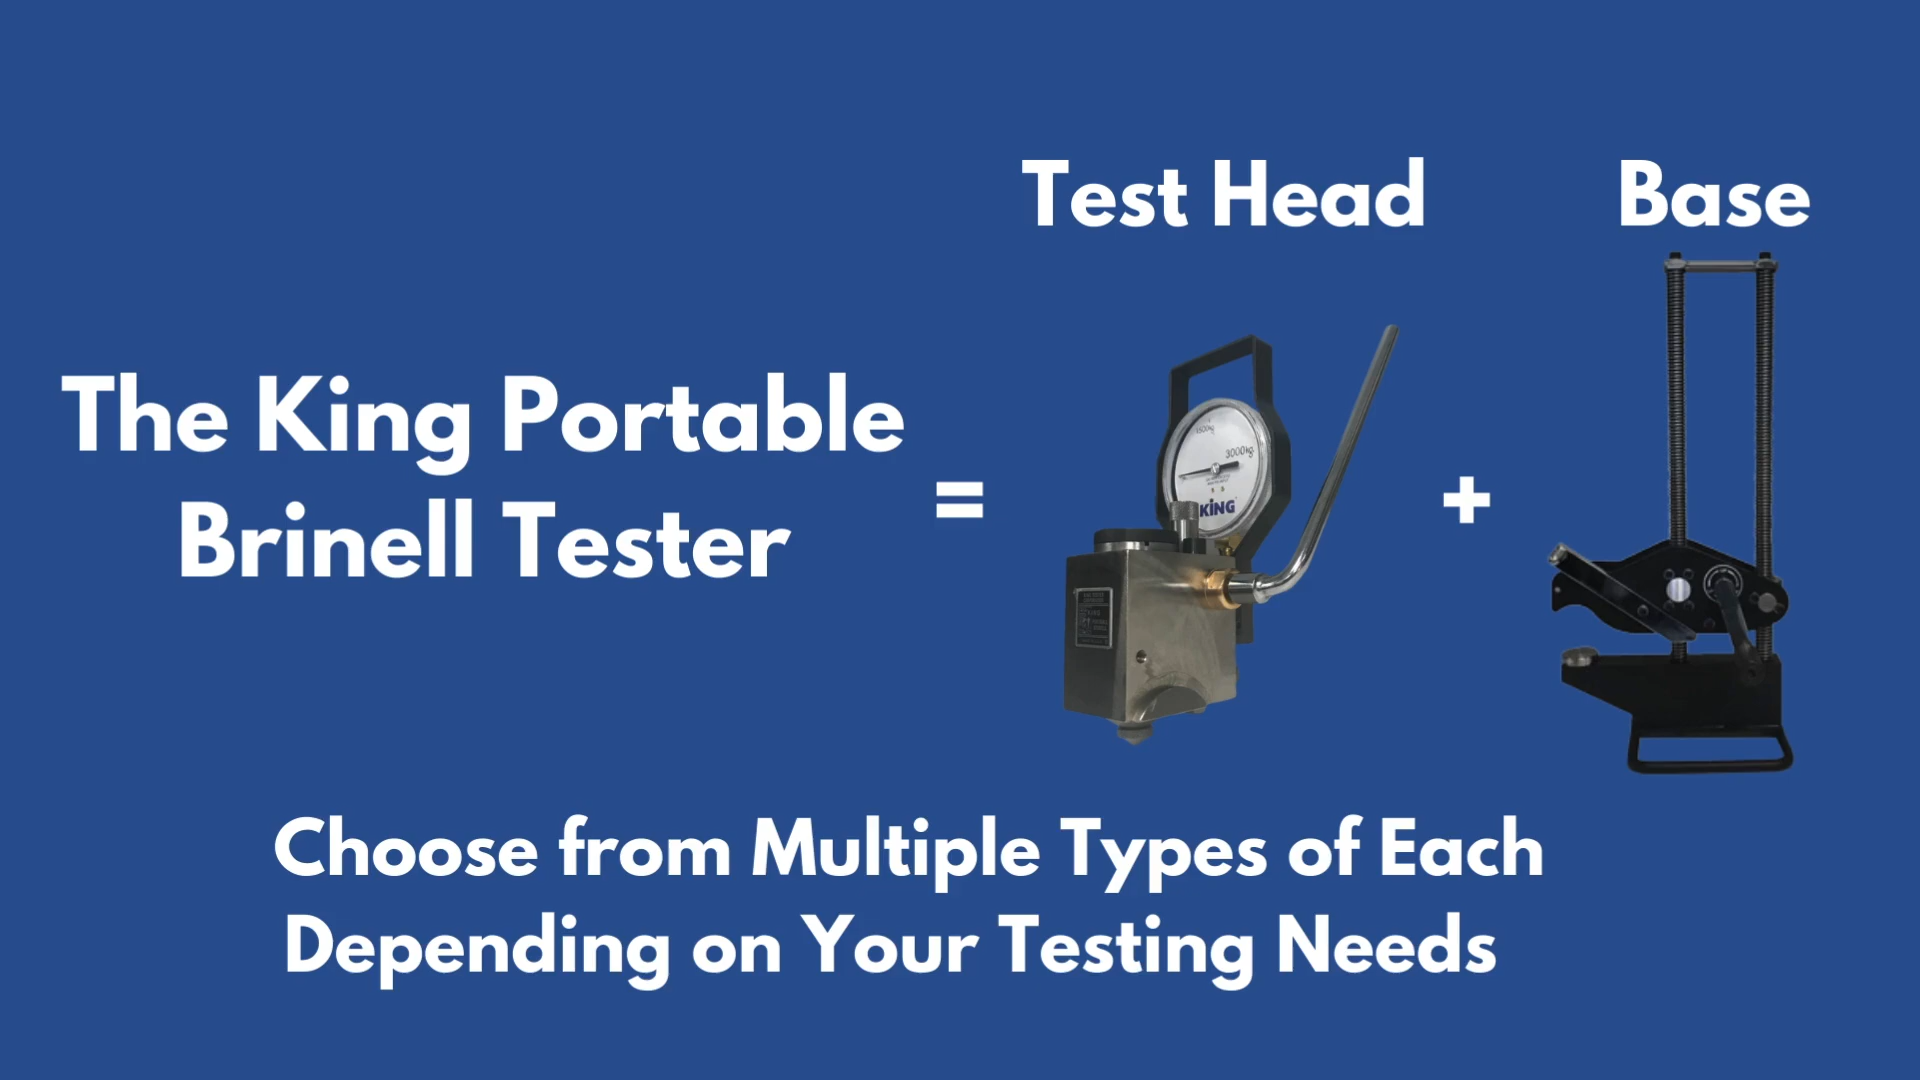 Test Head
Base
The King Portable
Brinell Tester
=
+
1500kg
3000kg
KING
Choose from Multiple Types of Each
Depending on Your Testing Needs